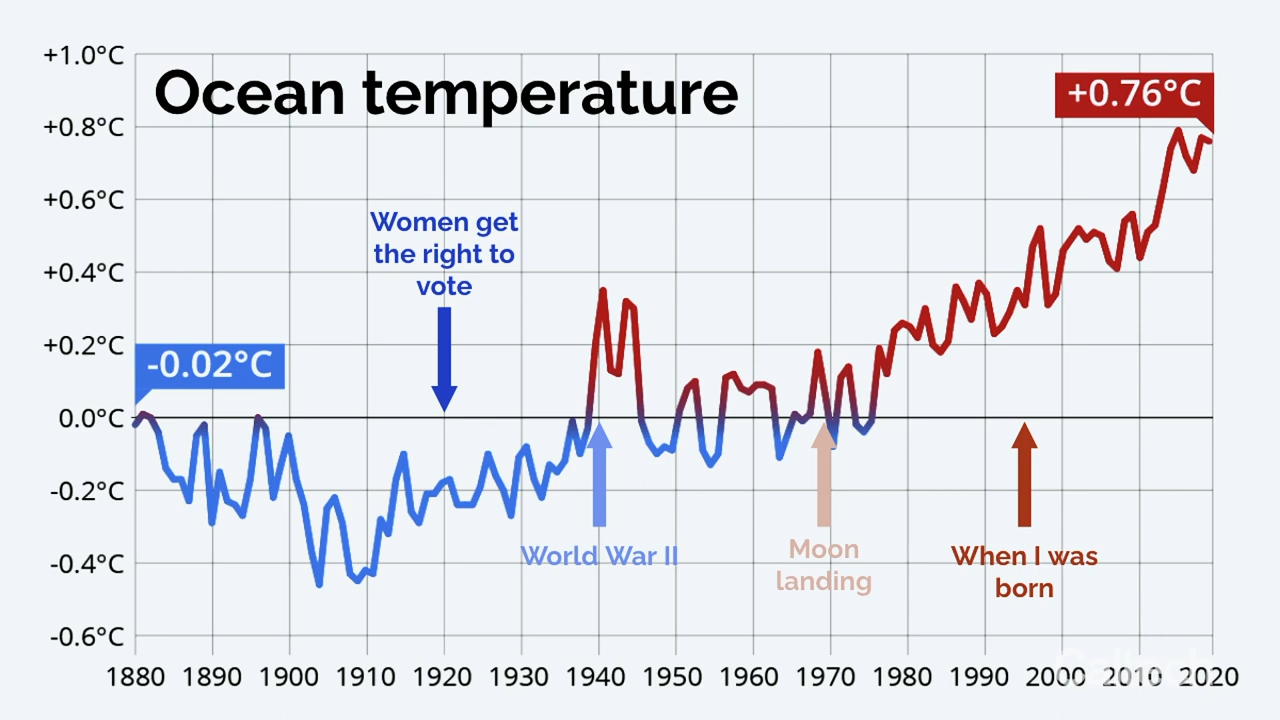 +1.0°C
Ocean temperature
+0.76°C
+0.8°C
+0.6°C
Women get
the right to
vote
+0.4°C
+0.2°C
-0.02°C
0.0°C
-0.2°C
-0.4°C
World War II
Moon
landing
When I was
born
-0.6°C
1880 1890 1900 1910 1920 1930 1940 1950 1960 1970 1980 1990 2000 2010 2020